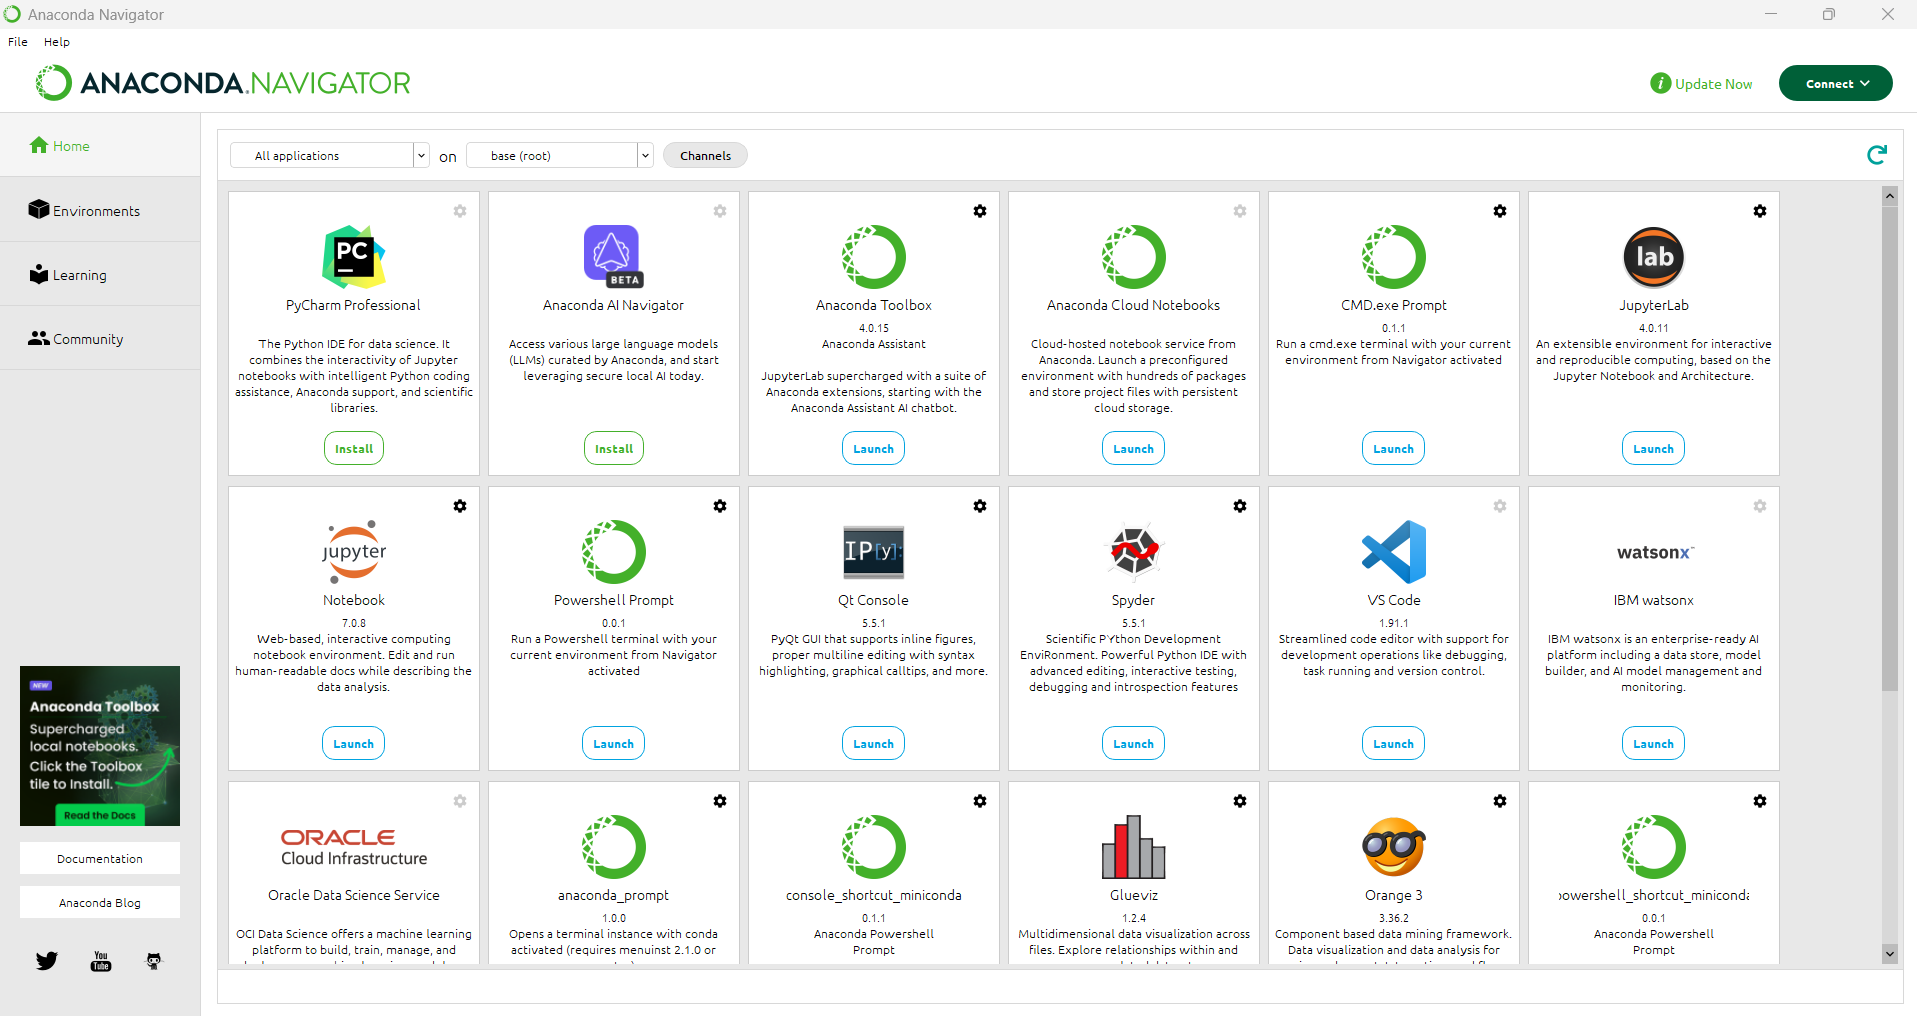 Anaconda Navigator
File Help
ANACONDA.NAVIGATOR
i Update Now
Connect
Home
Environments
Learning
Community
All applications
on
base (root)
Channels
PC
PyCharm Professional
The Python IDE for data science. It
combines the interactivity of Jupyter
notebooks with intelligent Python coding
assistance, Anaconda support, and scientific
libraries.
Install
BETA
Anaconda AI Navigator
Access various large language models
(LLMs) curated by Anaconda, and start
leveraging secure local AI today.
Install
Anaconda Toolbox
4.0.15
Anaconda Assistant
JupyterLab supercharged with a suite of
Anaconda extensions, starting with the
Anaconda Assistant AI chatbot.
Launch
Anaconda Cloud Notebooks
Cloud-hosted notebook service from
Anaconda. Launch a preconfigured
environment with hundreds of packages
and store project files with persistent
cloud storage.
Launch
CMD.exe Prompt
0.1.1
Run a cmd.exe terminal with your current
environment from Navigator activated
Launch
lab
JupyterLab
4.0.11
An extensible environment for interactive
and reproducible computing, based on the
Jupyter Notebook and Architecture.
Launch
jupyter
Notebook
7.0.8
Web-based, interactive computing
notebook environment. Edit and run
human-readable docs while describing the
data analysis.
Launch
Powershell Prompt
0.0.1
Run a Powershell terminal with your
current environment from Navigator
activated
Launch
IP[y]:
Qt Console
5.5.1
PyQt GUI that supports inline figures,
proper multiline editing with syntax
highlighting, graphical calltips, and more.
Launch
Spyder
5.5.1
Scientific PYthon Development
EnviRonment. Powerful Python IDE with
advanced editing, interactive testing,
debugging and introspection features
Launch
VS Code
1.91.1
Streamlined code editor with support for
development operations like debugging,
task running and version control.
Launch
watsonx
IBM watsonx
IBM watsonx is an enterprise-ready AI
platform including a data store, model
builder, and AI model management and
monitoring.
Launch
ORACLE
Cloud Infrastructure
Oracle Data Science Service
OCI Data Science offers a machine learning
platform to build, train, manage, and
anaconda_prompt
1.0.0
Opens a terminal instance with conda
activated (requires menuinst 2.1.0 or
console_shortcut_miniconda
0.1.1
Anaconda Powershell
Prompt
Glueviz
1.2.4
Multidimensional data visualization across
files. Explore relationships within and
Orange 3
3.36.2
Component based data mining framework.
Data visualization and data analysis for
powershell_shortcut_miniconda
0.0.1
Anaconda Powershell
Prompt
NEW
Anaconda Toolbox
Supercharged
local notebooks.
Click the Toolbox
tile to Install.
Read the Docs
Documentation
Anaconda Blog
You
Tube